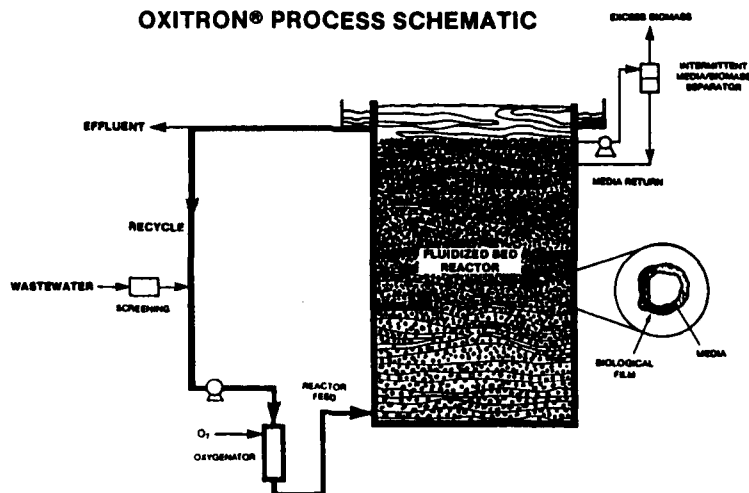 OXITRON® PROCESS SCHEMATIC
EXCESS BIOMASS
INTERMITTENT
MEDIA/BIOMASS
SEPARATOR
EFFLUENT
MEDIA RETURN
RECYCLE
FLUIDIZED BED
REACTOR
WASTEWATER
SCREENING
MEDIA
BIOLOGICAL
FILM
REACTOR
FEED
O₂
OXYGENATOR